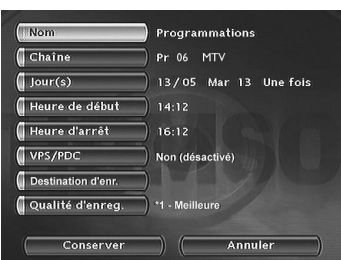 Nom Programmations
Chaîne Pr 06 MTV
Jour(s) 13/05 Mar 13 Une fois
Heure de début 14:12
Heure d'arrêt 16:12
VPS/PDC Non (désactivé)
Destination d'enr.
Qualité d'enreg. *1 - Meilleure
Conserver Annuler